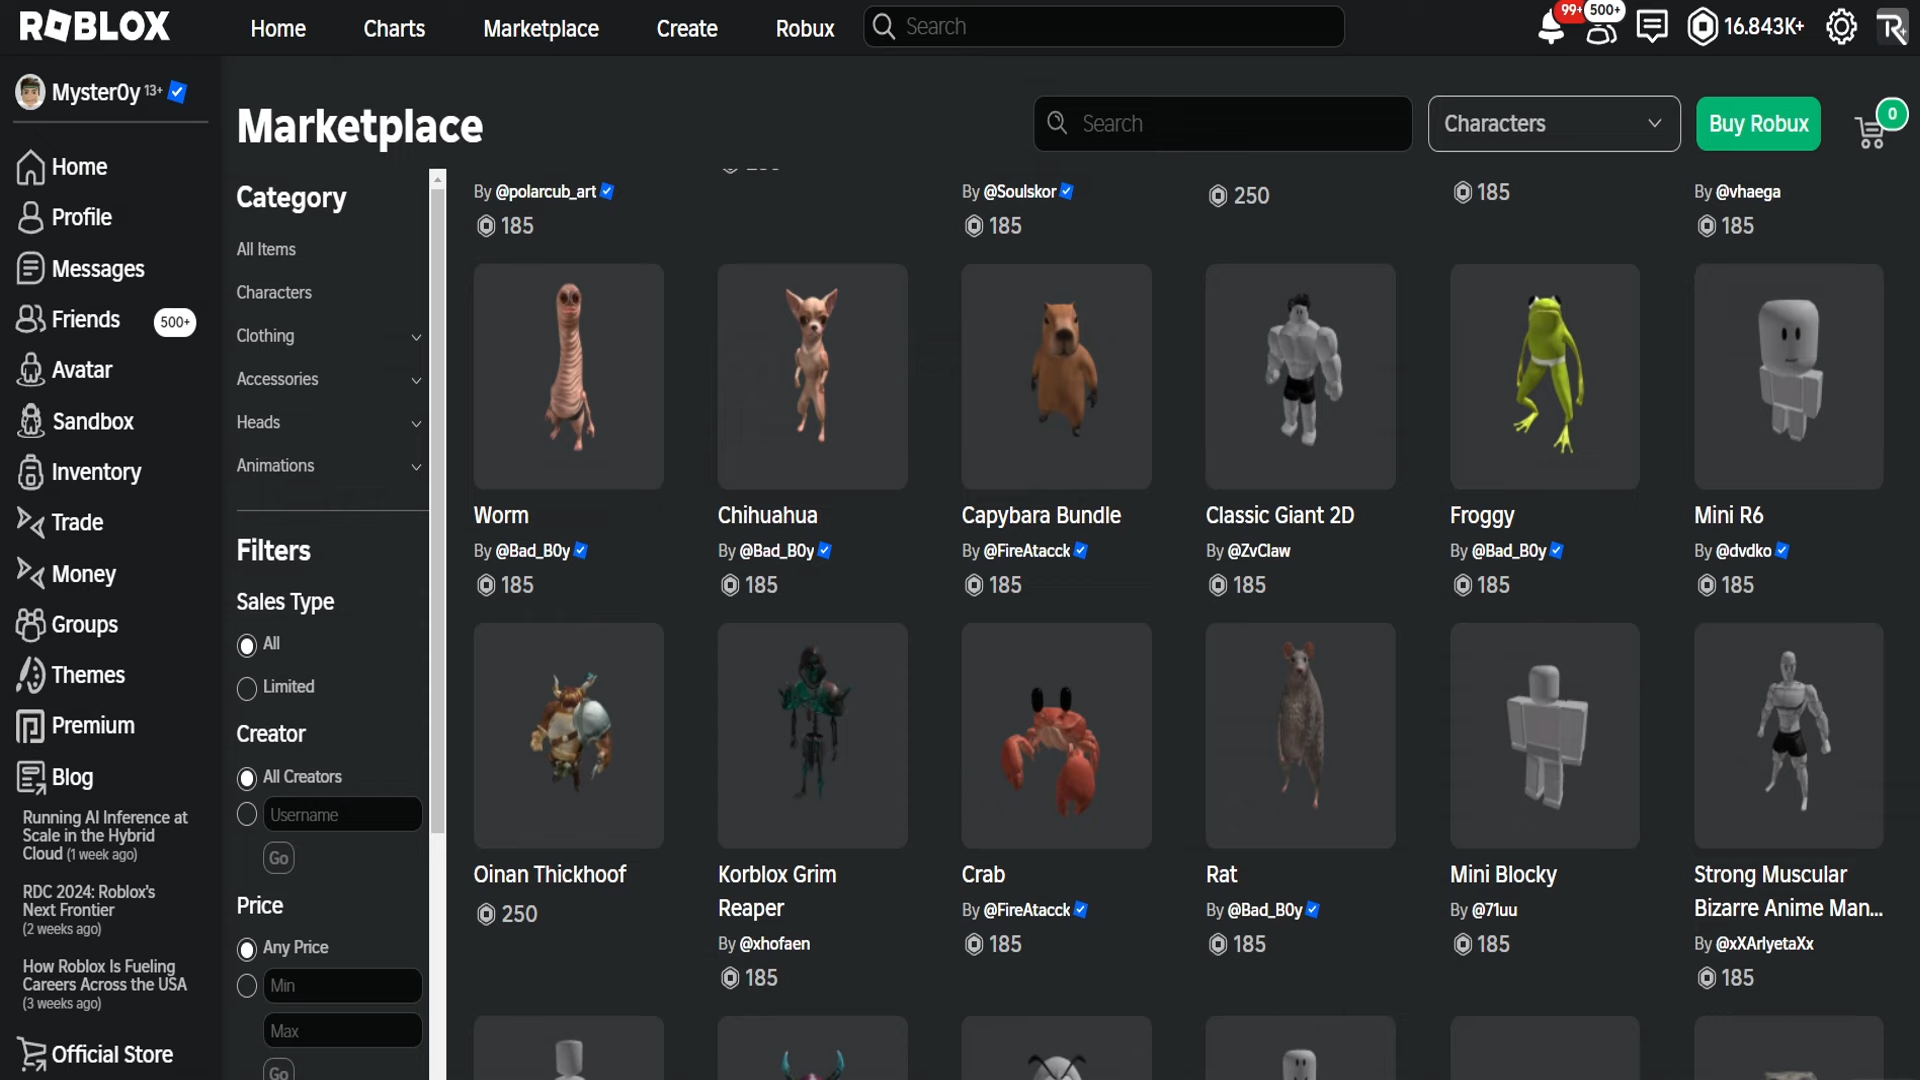 ROBLOX
Home
Charts
Marketplace
Create
Robux
Search
99+
500+
16.843K+
Myster0y 13+
Home
Profile
Messages
Friends
500+
Avatar
Sandbox
Inventory
Trade
Money
Groups
Themes
Premium
Blog
Running AI Inference at
Scale in the Hybrid
Cloud (1 week ago)
RDC 2024: Roblox's
Next Frontier
(2 weeks ago)
How Roblox Is Fueling
Careers Across the USA
(3 weeks ago)
Official Store
Marketplace
Search
Characters
Buy Robux
0
Category
All Items
Characters
Clothing
Accessories
Heads
Animations
Filters
Sales Type
All
Limited
Creator
All Creators
Username
Go
Price
Any Price
Min
Max
Go
By @polarcub_art
185
By @Soulskor
185
250
185
By @vhaega
185
Worm
By @Bad_B0y
185
Chihuahua
By @Bad_B0y
185
Capybara Bundle
By @FireAtacck
185
Classic Giant 2D
By @ZvClaw
185
Froggy
By @Bad_B0y
185
Mini R6
By @dvdko
185
Oinan Thickhoof
250
Korblox Grim
Reaper
By @xhofaen
185
Crab
By @FireAtacck
185
Rat
By @Bad_B0y
185
Mini Blocky
By @71uu
185
Strong Muscular
Bizarre Anime Man...
By @xXArlyetaXx
185